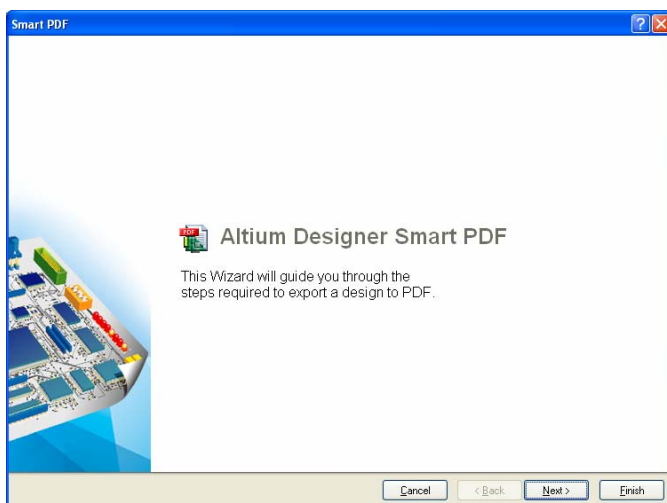 Smart PDF
PDF
Altium Designer Smart PDF
This Wizard will guide you through the
steps required to export a design to PDF.
Cancel
< Back
Next >
Finish